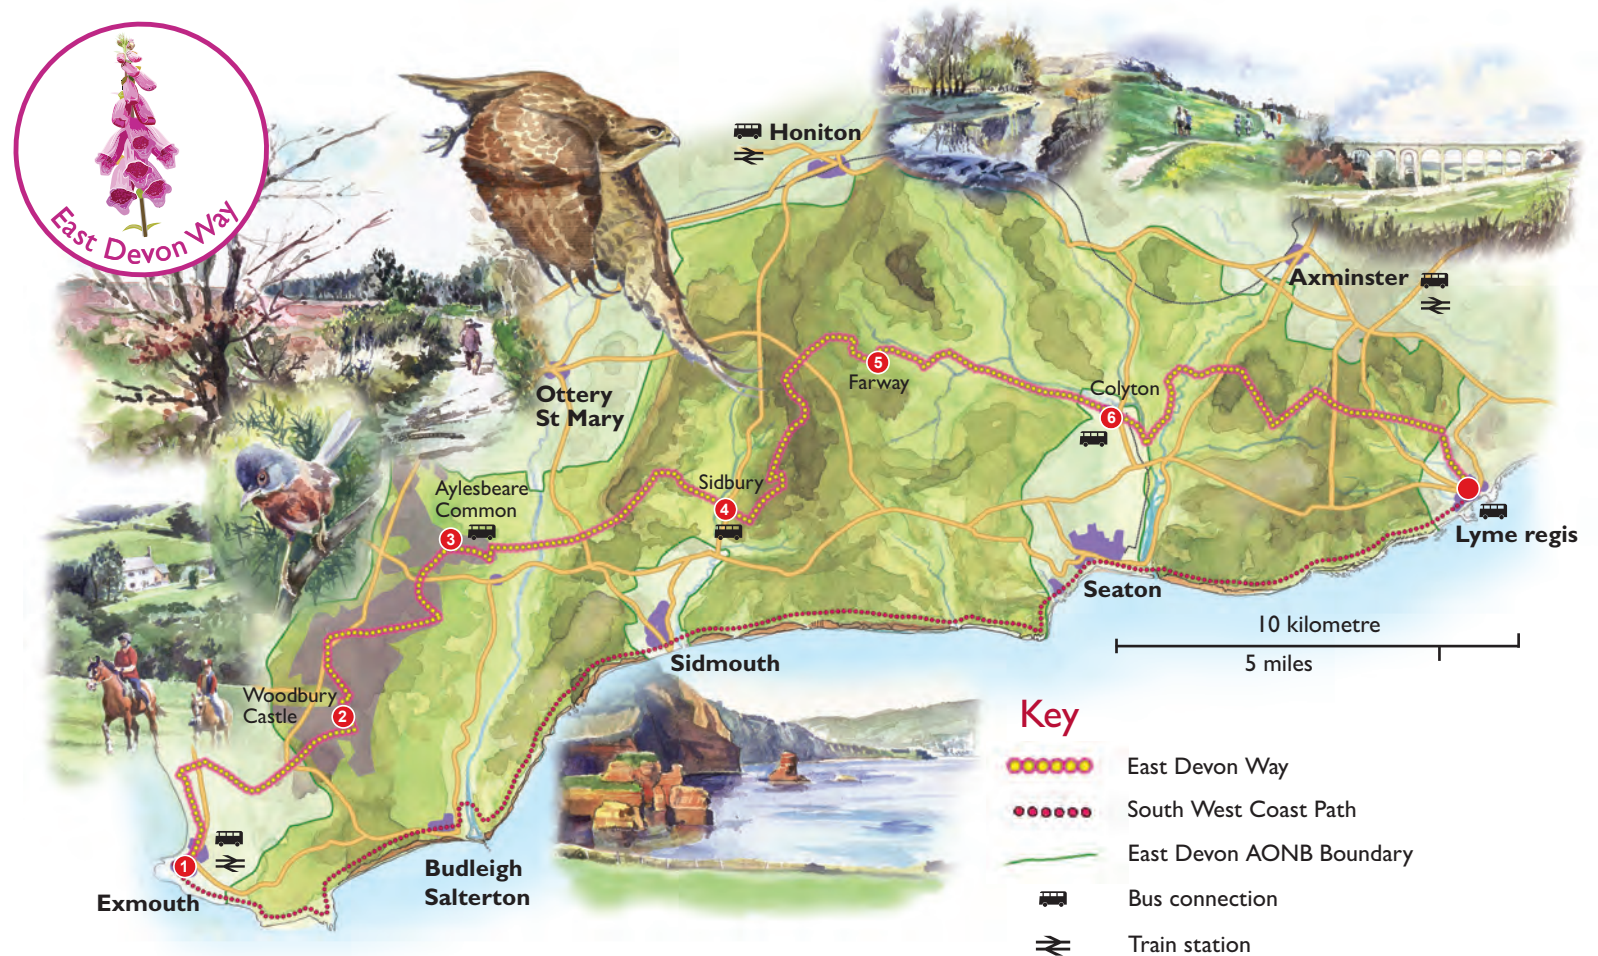 East Devon Way
Honiton
Axminster
Ottery
St Mary
5
Farway
Colyton
6
Aylesbeare
Common
3
Sidbury
4
Lyme regis
Seaton
10 kilometre
5 miles
Sidmouth
Woodbury
Castle
2
1
Exmouth
Budleigh
Salterton
Key
East Devon Way
South West Coast Path
East Devon AONB Boundary
Bus connection
Train station